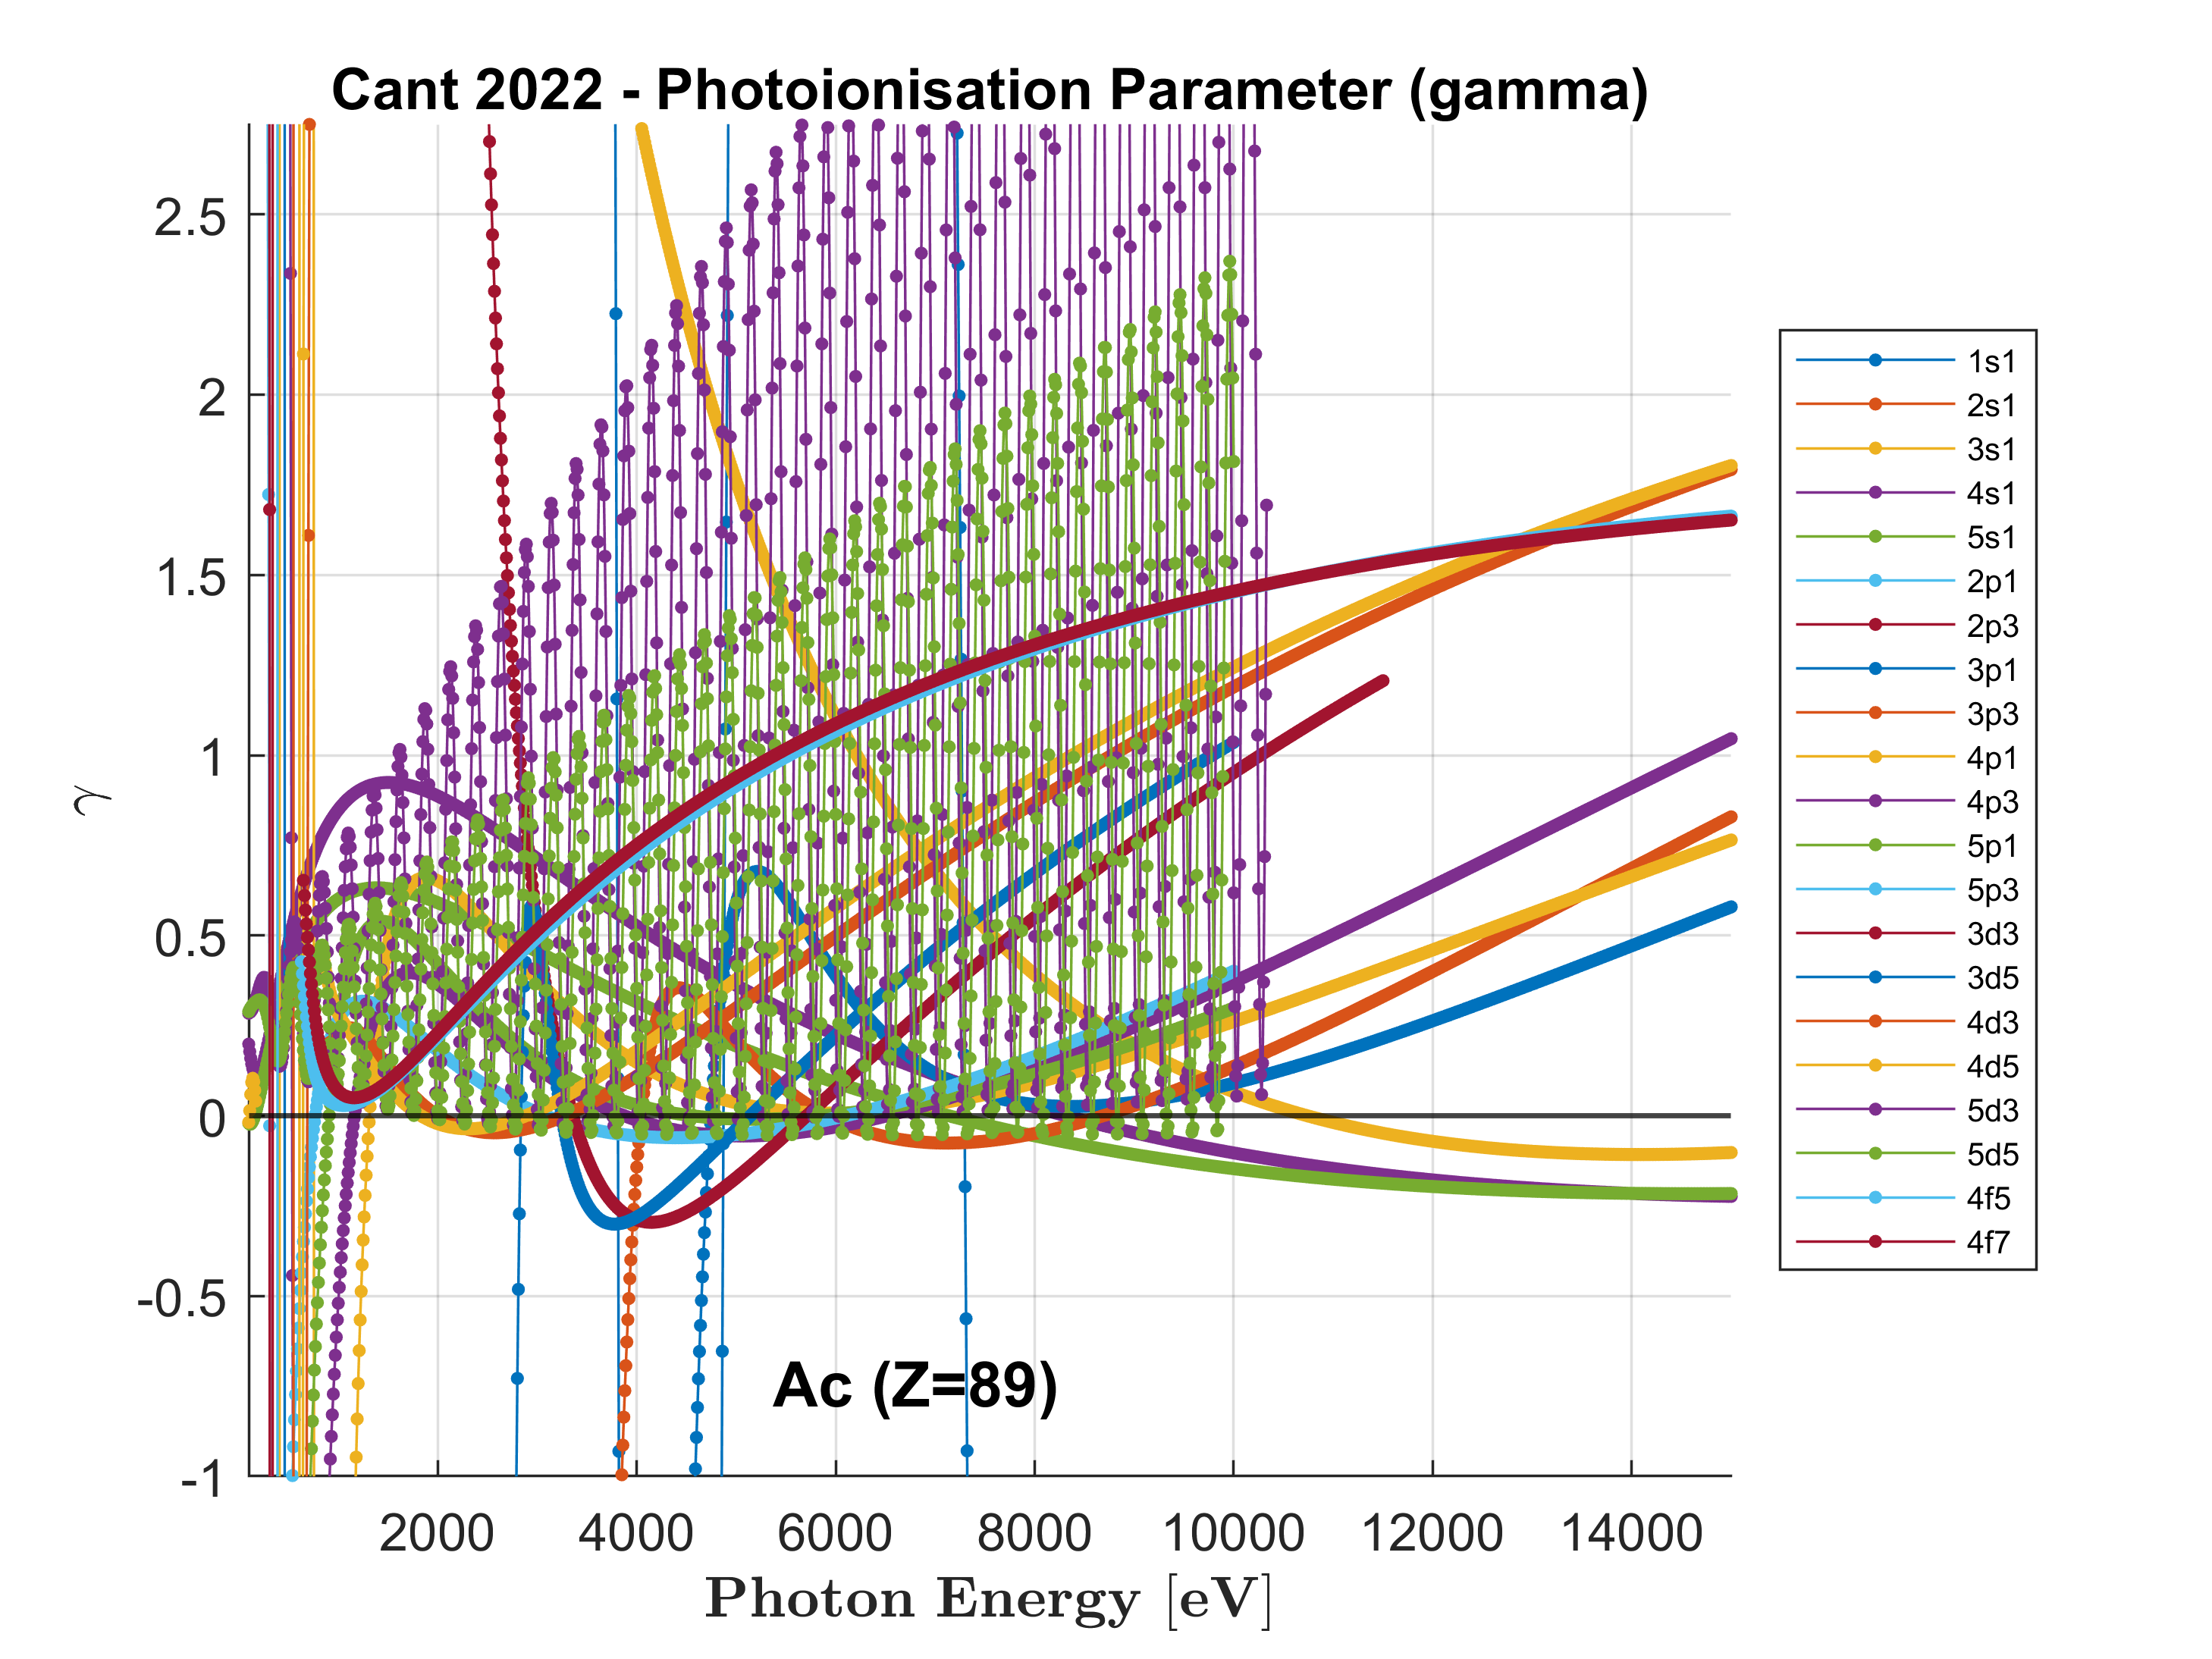 Cant 2022 - Photoionisation Parameter (gamma)
2.5
2
1.5
1
0.5
0
-0.5
-1
γ
Ac (Z=89)
2000 4000 6000 8000 10000 12000 14000
Photon Energy [eV]
1s1
2s1
3s1
4s1
5s1
2p1
2p3
3p1
3p3
4p1
4p3
5p1
5p3
3d3
3d5
4d3
4d5
5d3
5d5
4f5
4f7